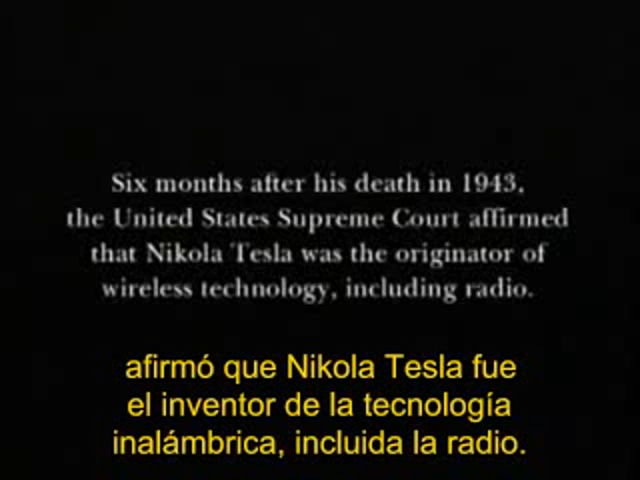 Six months after his death in 1943,
the United States Supreme Court affirmed
that Nikola Tesla was the originator of
wireless technology, including radio.
afirmó que Nikola Tesla fue
el inventor de la tecnología
inalámbrica, incluida la radio.